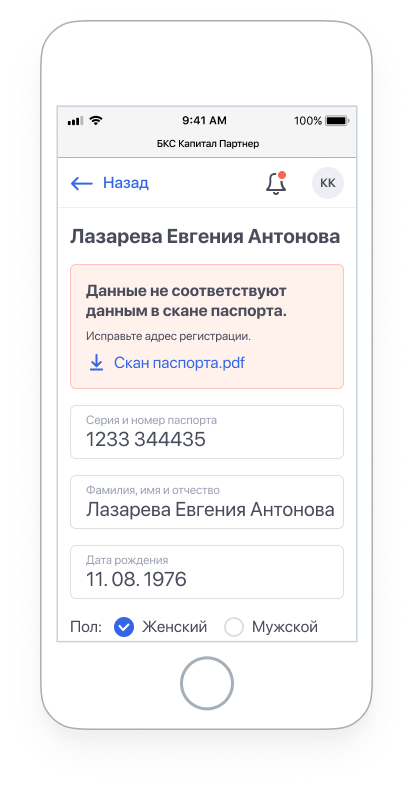 9:41 AM 100%
БКС Капитал Партнер
Назад КК
Лазарева Евгения Антонова
Данные не соответствуют
данным в скане паспорта.
Исправьте адрес регистрации.
Скан паспорта.pdf
Серия и номер паспорта
1233 344435
Фамилия, имя и отчество
Лазарева Евгения Антонова
Дата рождения
11. 08. 1976
Пол: Женский Мужской